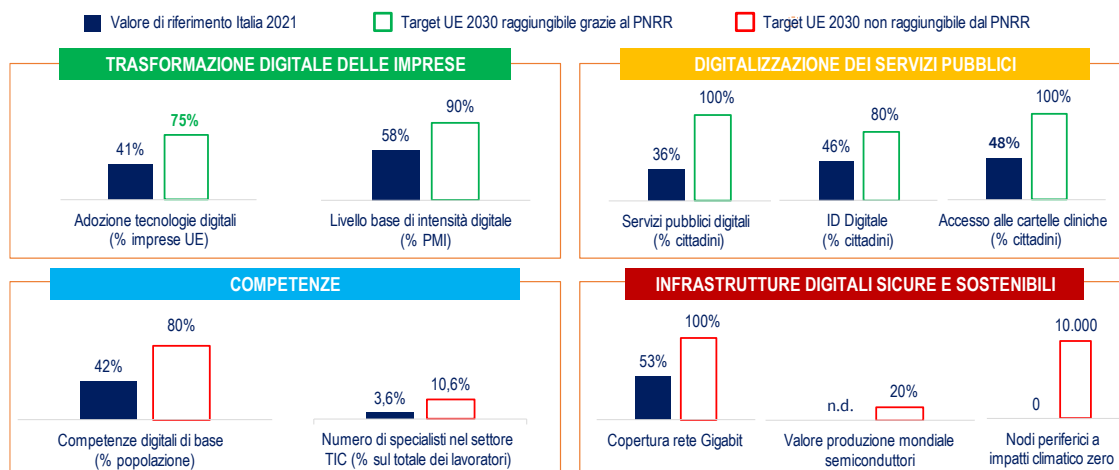 Valore di riferimento Italia 2021
Target UE 2030 raggiungibile grazie al PNRR
Target UE 2030 non raggiungibile dal PNRR
TRASFORMAZIONE DIGITALE DELLE IMPRESE
41%
75%
Adozione tecnologie digitali
(% imprese UE)
58%
90%
Livello base di intensità digitale
(% PMI)
DIGITALIZZAZIONE DEI SERVIZI PUBBLICI
36%
100%
Servizi pubblici digitali
(% cittadini)
46%
80%
ID Digitale
(% cittadini)
48%
100%
Accesso alle cartelle cliniche
(% cittadini)
COMPETENZE
42%
80%
Competenze digitali di base
(% popolazione)
3,6%
10,6%
Numero di specialisti nel settore
TIC (% sul totale dei lavoratori)
INFRASTRUTTURE DIGITALI SICURE E SOSTENIBILI
53%
100%
Copertura rete Gigabit
n.d.
20%
Valore produzione mondiale
semiconduttori
0
10.000
Nodi periferici a
impatti climatico zero